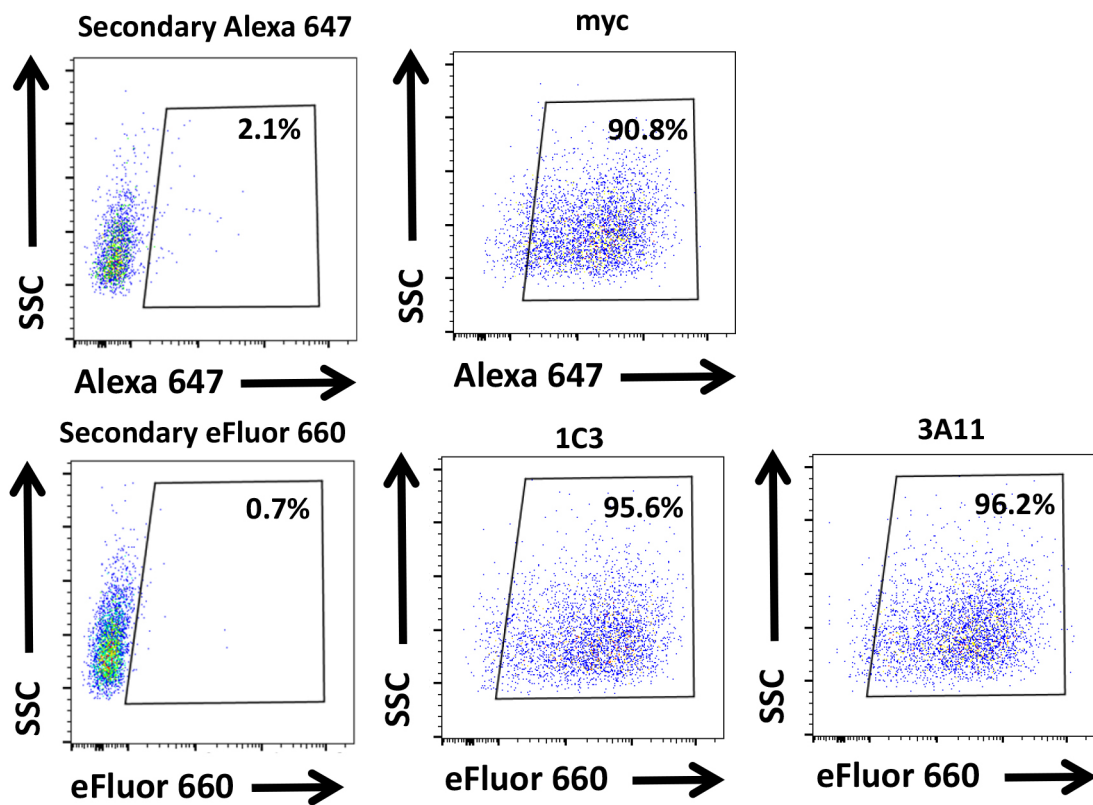 Secondary Alexa 647
2.1%
SSC
Alexa 647
myc
90.8%
SSC
Alexa 647
Secondary eFluor 660
0.7%
SSC
eFluor 660
1C3
95.6%
SSC
eFluor 660
3A11
96.2%
SSC
eFluor 660